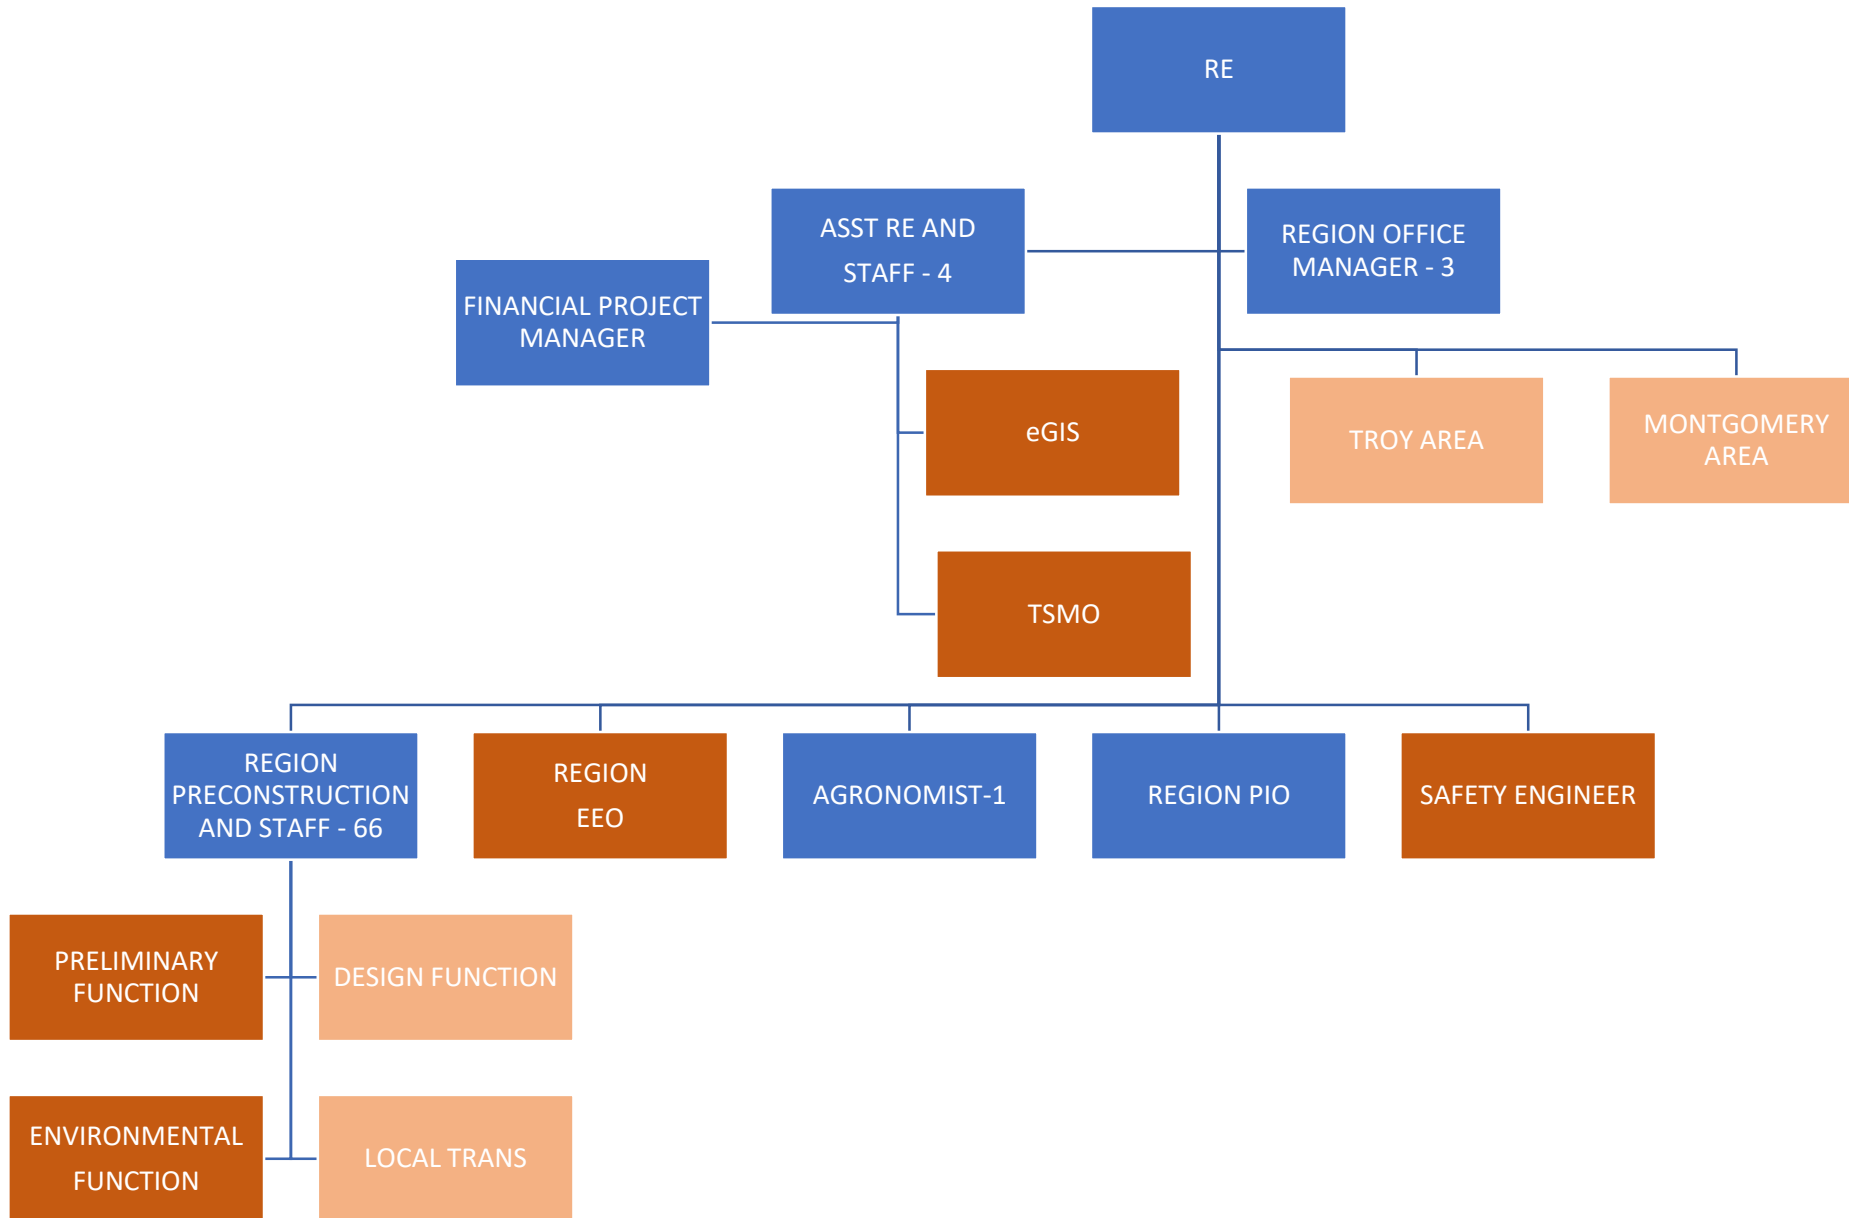 RE
ASST RE AND
STAFF - 4
REGION OFFICE
MANAGER - 3
FINANCIAL PROJECT
MANAGER
eGIS
TROY AREA
MONTGOMERY
AREA
TSMO
REGION
PRECONSTRUCTION
AND STAFF - 66
REGION
EEO
AGRONOMIST-1
REGION PIO
SAFETY ENGINEER
PRELIMINARY
FUNCTION
DESIGN FUNCTION
ENVIRONMENTAL
FUNCTION
LOCAL TRANS